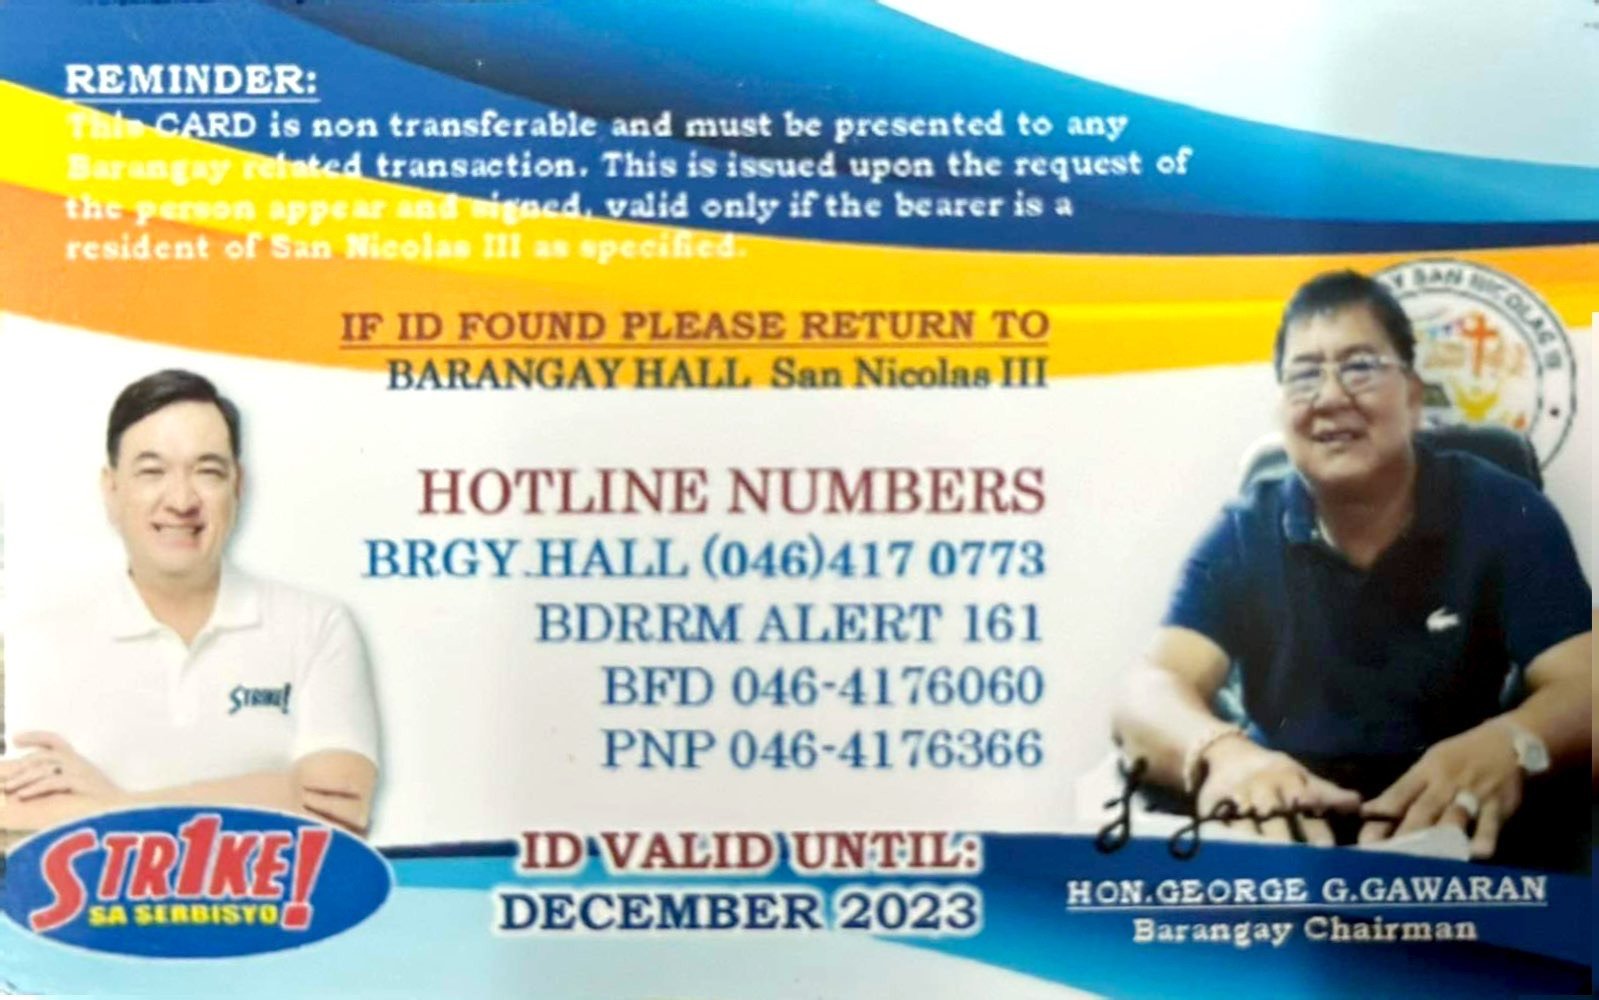 REMINDER:
This CARD is non transferable and must be presented to any
Barangay related transaction. This is issued upon the request of
the person appear and signed, valid only if the bearer is a
resident of San Nicolas III as specified.
IF ID FOUND PLEASE RETURN TO
BARANGAY HALL San Nicolas III
Y SAN NICOLAS III
HOTLINE NUMBERS
BRGY.HALL (046)417 0773
BDRRM ALERT 161
BFD 046-4176060
PNP 046-4176366
STRIKE!
STR1KE!
SA SERBISYO
ID VALID UNTIL:
DECEMBER 2023
HON.GEORGE G.GAWARAN
Barangay Chairman